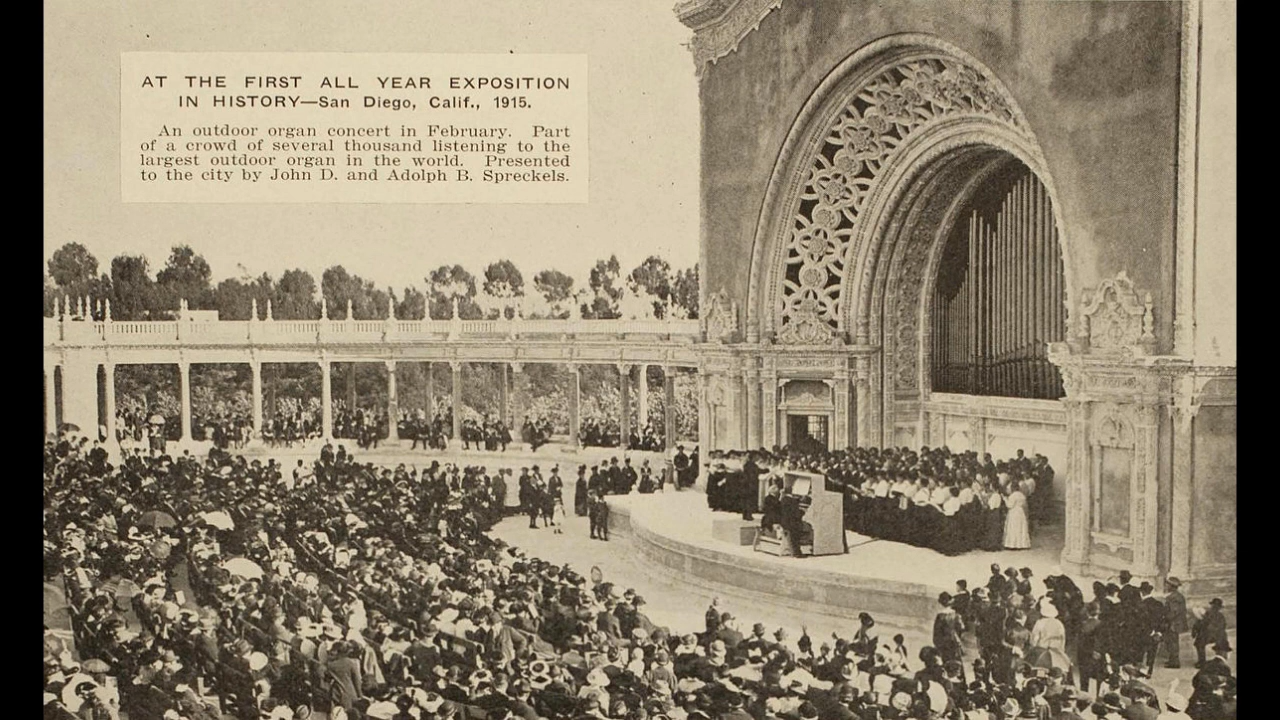 AT THE FIRST ALL YEAR EXPOSITION
IN HISTORY—San Diego, Calif., 1915.
An outdoor organ concert in February. Part
of a crowd of several thousand listening to the
largest outdoor organ in the world. Presented
to the city by John D. and Adolph B. Spreckels.